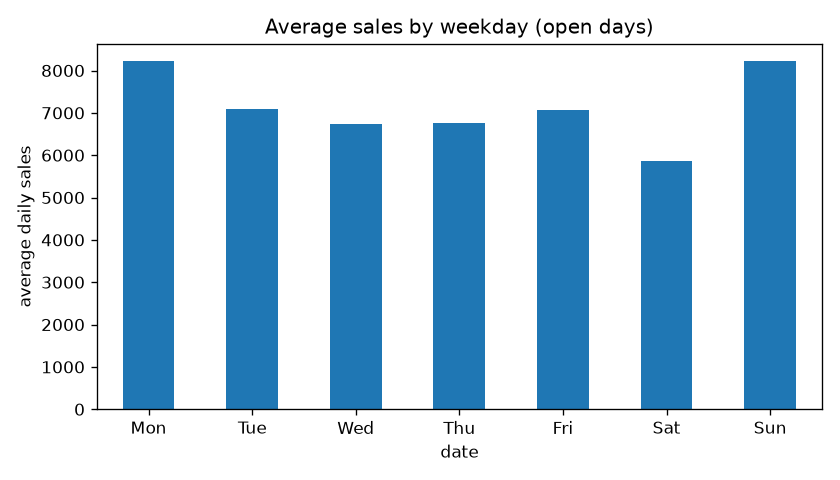 Average sales by weekday (open days)
average daily sales
8000
7000
6000
5000
4000
3000
2000
1000
0
Mon Tue Wed Thu Fri Sat Sun
date